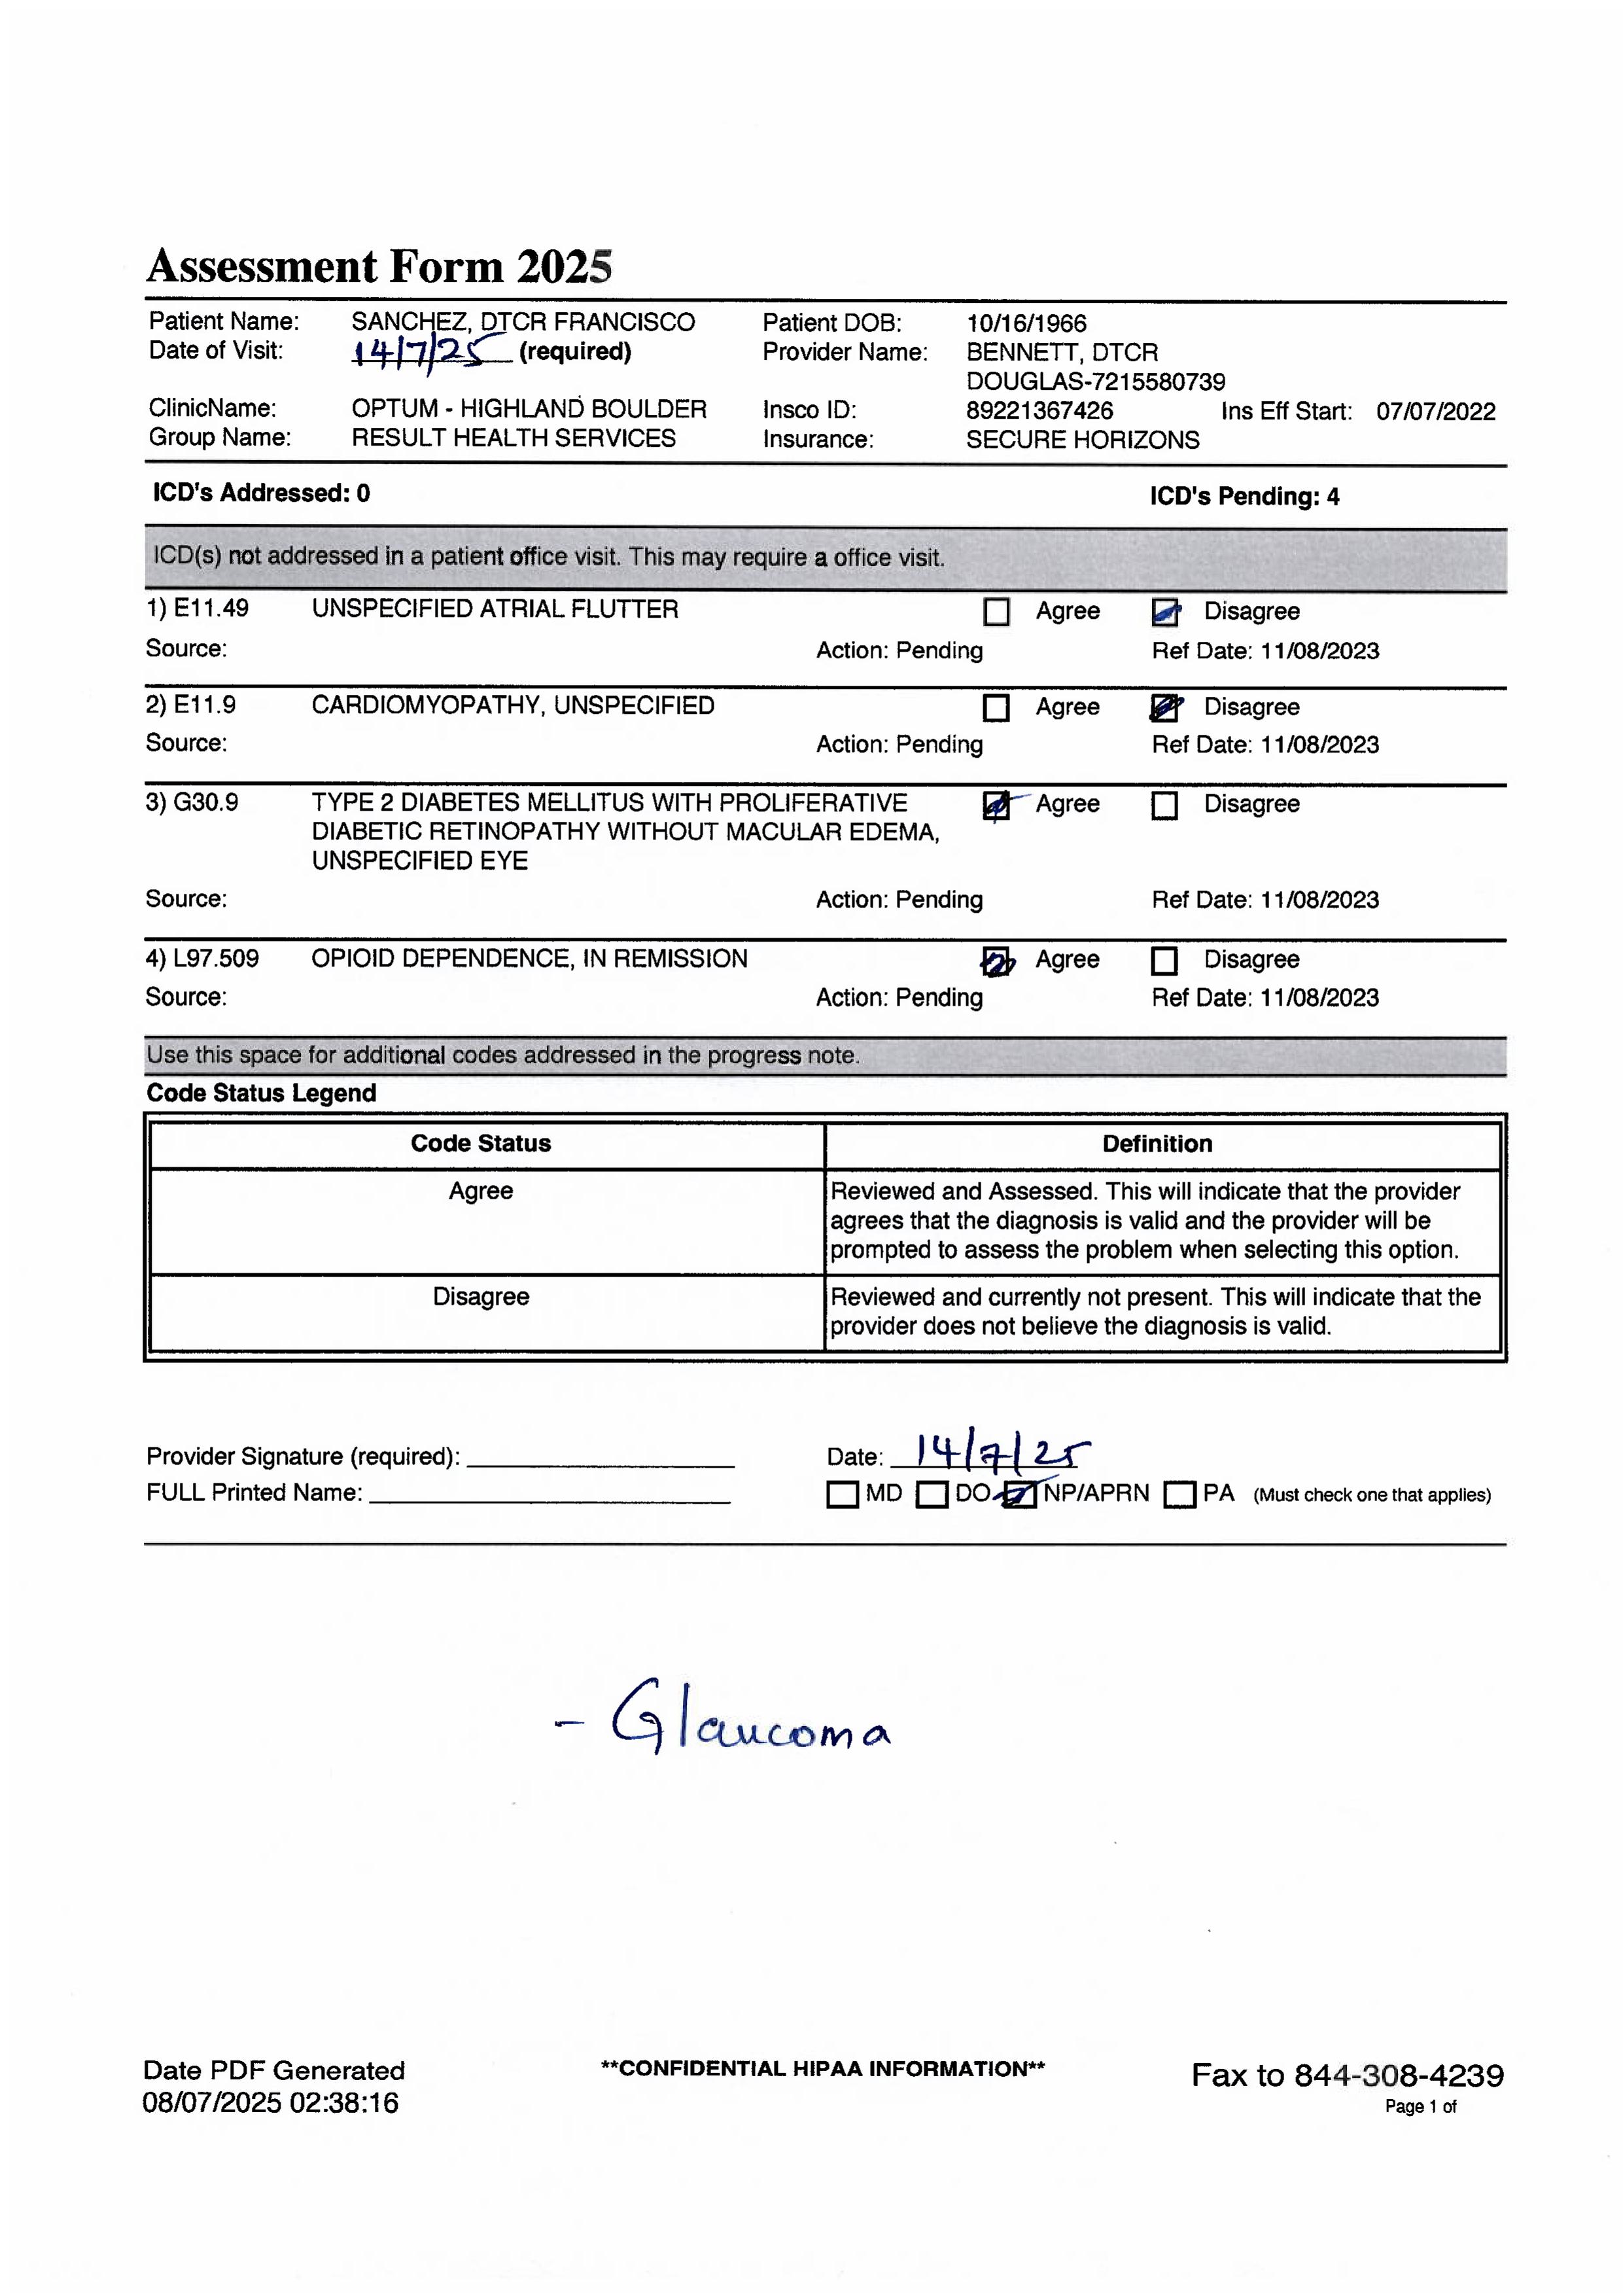 Assessment Form 2025
Patient Name: SANCHEZ, DTCR FRANCISCO Patient DOB: 10/16/1966
Date of Visit: 14/7/25 (required) Provider Name: BENNETT, DTCR
DOUGLAS-7215580739
ClinicName: OPTUM - HIGHLAND BOULDER Insco ID: 89221367426 Ins Eff Start: 07/07/2022
Group Name: RESULT HEALTH SERVICES Insurance: SECURE HORIZONS
ICD's Addressed: 0 ICD's Pending: 4
ICD(s) not addressed in a patient office visit. This may require a office visit.
1) E11.49 UNSPECIFIED ATRIAL FLUTTER Agree Disagree
Source: Action: Pending Ref Date: 11/08/2023
2) E11.9 CARDIOMYOPATHY, UNSPECIFIED Agree Disagree
Source: Action: Pending Ref Date: 11/08/2023
3) G30.9 TYPE 2 DIABETES MELLITUS WITH PROLIFERATIVE Agree Disagree
DIABETIC RETINOPATHY WITHOUT MACULAR EDEMA,
UNSPECIFIED EYE
Source: Action: Pending Ref Date: 11/08/2023
4) L97.509 OPIOID DEPENDENCE, IN REMISSION Agree Disagree
Source: Action: Pending Ref Date: 11/08/2023
Use this space for additional codes addressed in the progress note.
Code Status Legend
Code Status Definition
Agree Reviewed and Assessed. This will indicate that the provider
agrees that the diagnosis is valid and the provider will be
prompted to assess the problem when selecting this option.
Disagree Reviewed and currently not present. This will indicate that the
provider does not believe the diagnosis is valid.
Provider Signature (required): Date: 14/7/25
FULL Printed Name: MD DO NP/APRN PA (Must check one that applies)
- Glaucoma
Date PDF Generated **CONFIDENTIAL HIPAA INFORMATION** Fax to 844-308-4239
08/07/2025 02:38:16 Page 1 of